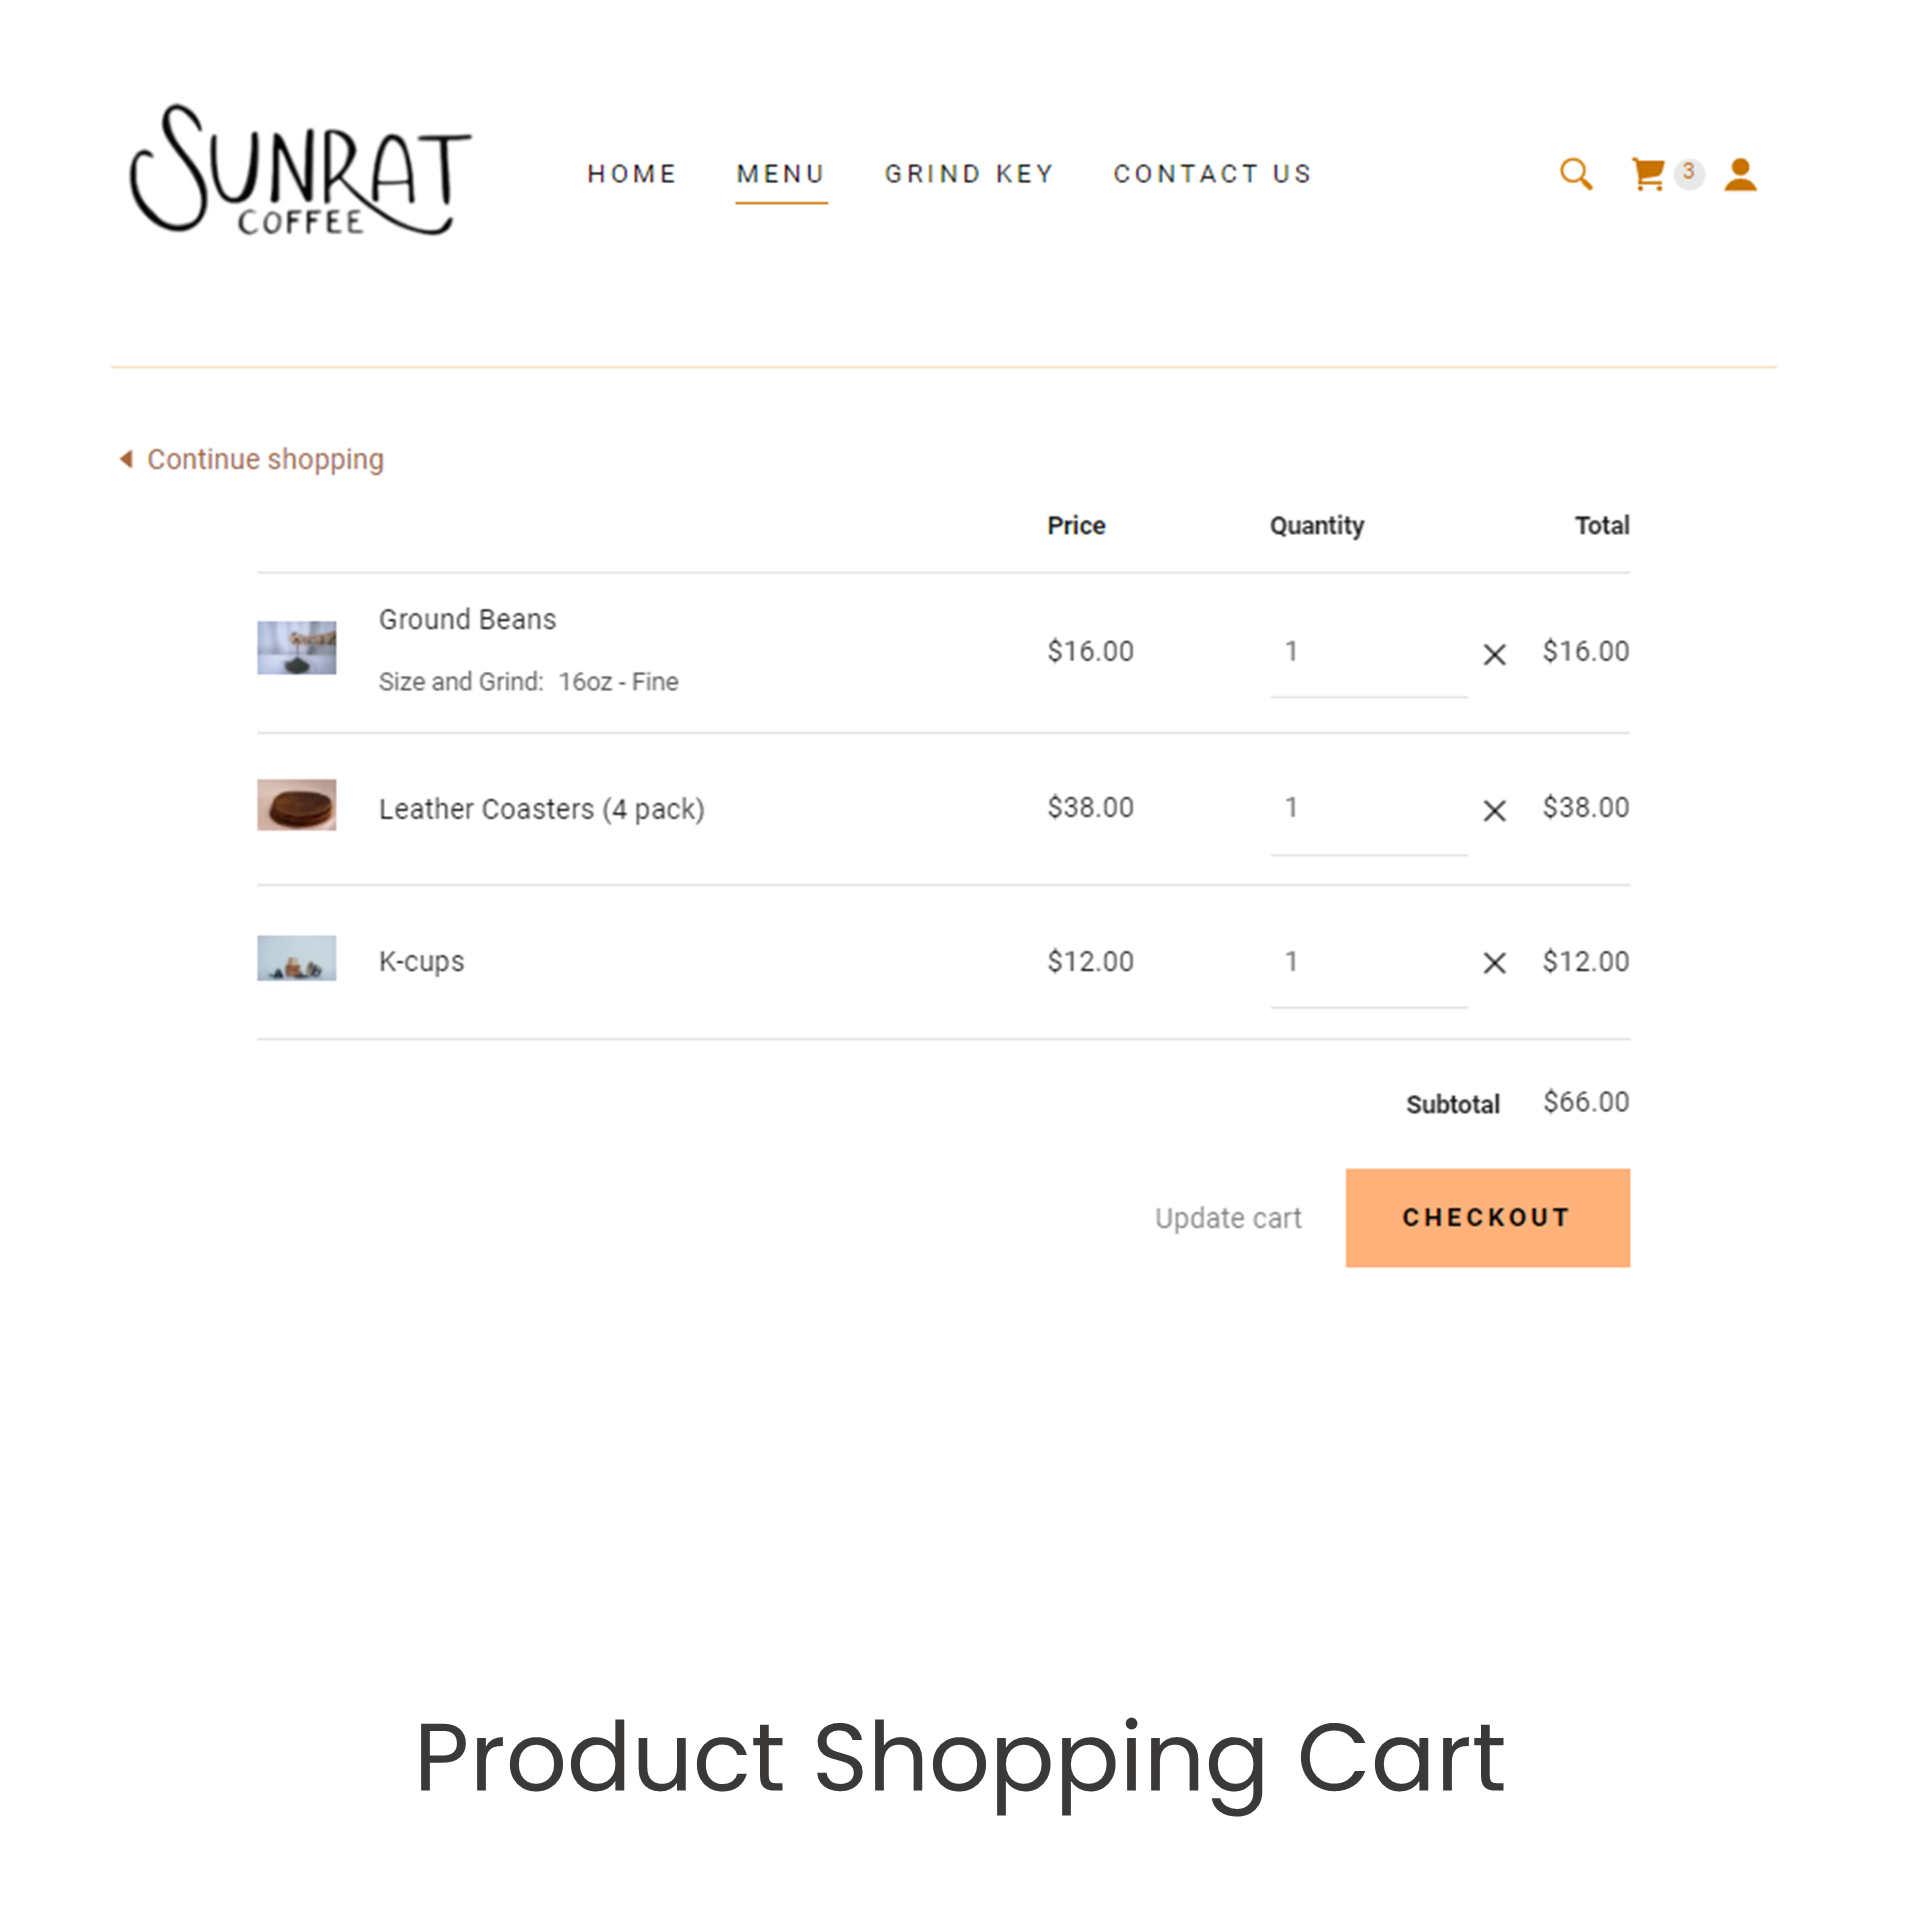 SUNRAT
COFFEE
HOME MENU GRIND KEY CONTACT US 3
Continue shopping
Price Quantity Total
Ground Beans
Size and Grind: 16oz - Fine
$16.00 1 $16.00
Leather Coasters (4 pack) $38.00 1 $38.00
K-cups $12.00 1 $12.00
Subtotal $66.00
Update cart CHECKOUT
Product Shopping Cart